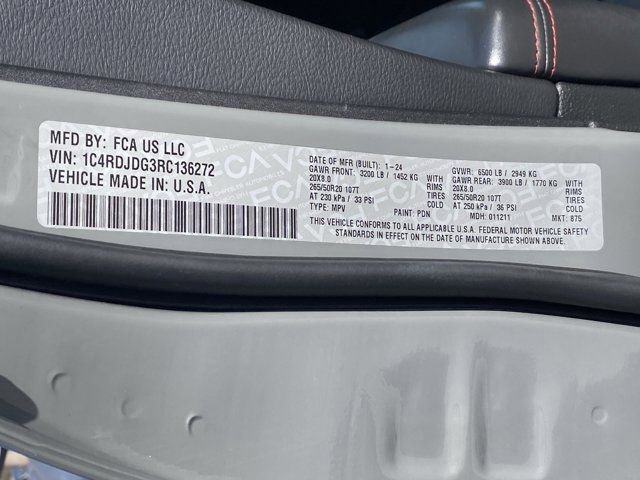 MFD BY: FCA US LLC
VIN: 1C4RDJDG3RC136272
VEHICLE MADE IN: U.S.A.
DATE OF MFR (BUILT): 1-24 GVWR: 6500 LB / 2949 KG
GAWR FRONT: 3200 LB / 1452 KG WITH GAWR REAR: 3900 LB / 1770 KG WITH
20X8.0 RIMS 20X8.0 RIMS
265/50R20 107T TIRES 265/50R20 107T TIRES
AT 230 kPa / 33 PSI COLD AT 250 kPa / 36 PSI COLD
TYPE: MPV PAINT: PDN MDH: 011211 MKT: 875
THIS VEHICLE CONFORMS TO ALL APPLICABLE U.S.A. FEDERAL MOTOR VEHICLE SAFETY
STANDARDS IN EFFECT ON THE DATE OF MANUFACTURE SHOWN ABOVE.